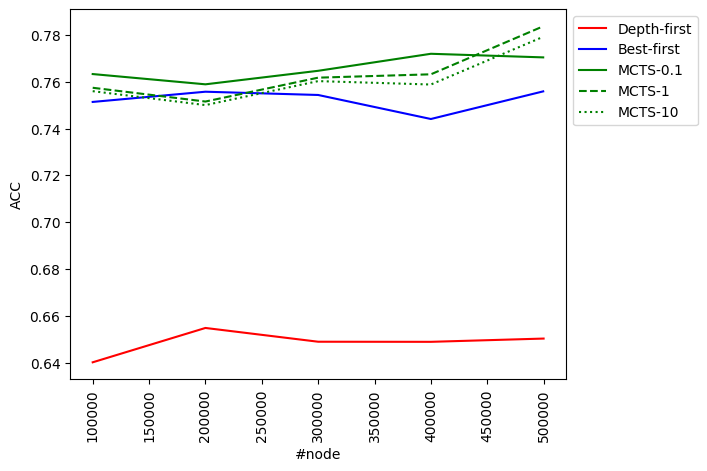 0.78
0.76
0.74
0.72
0.70
0.68
0.66
0.64
ACC
100000
150000
200000
250000
300000
350000
400000
450000
500000
#node
Depth-first
Best-first
MCTS-0.1
MCTS-1
MCTS-10